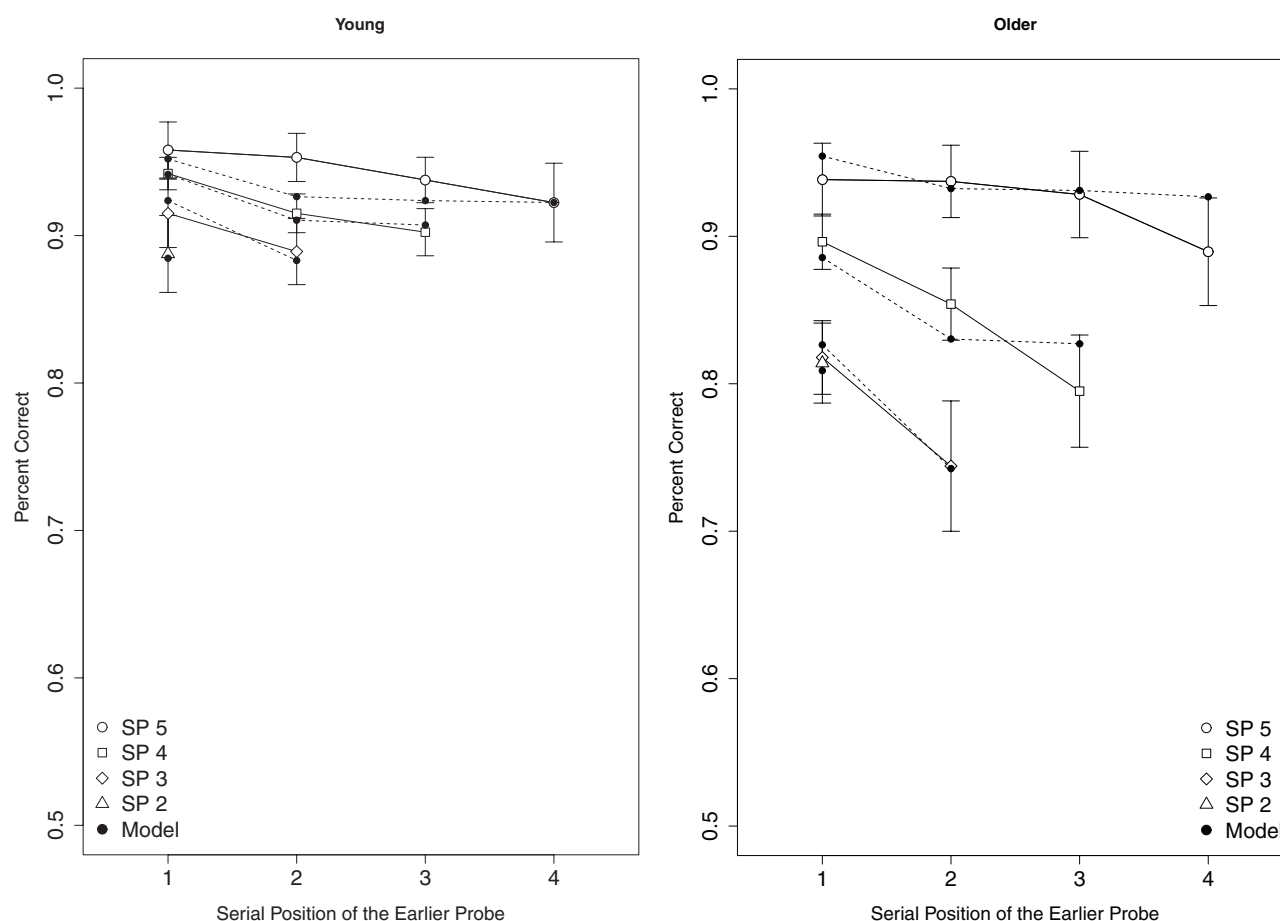 Young
Percent Correct
1.0
0.9
0.8
0.7
0.6
0.5
SP 5
SP 4
SP 3
SP 2
Model
1 2 3 4
Serial Position of the Earlier Probe
Older
Percent Correct
1.0
0.9
0.8
0.7
0.6
0.5
SP 5
SP 4
SP 3
SP 2
Model
1 2 3 4
Serial Position of the Earlier Probe